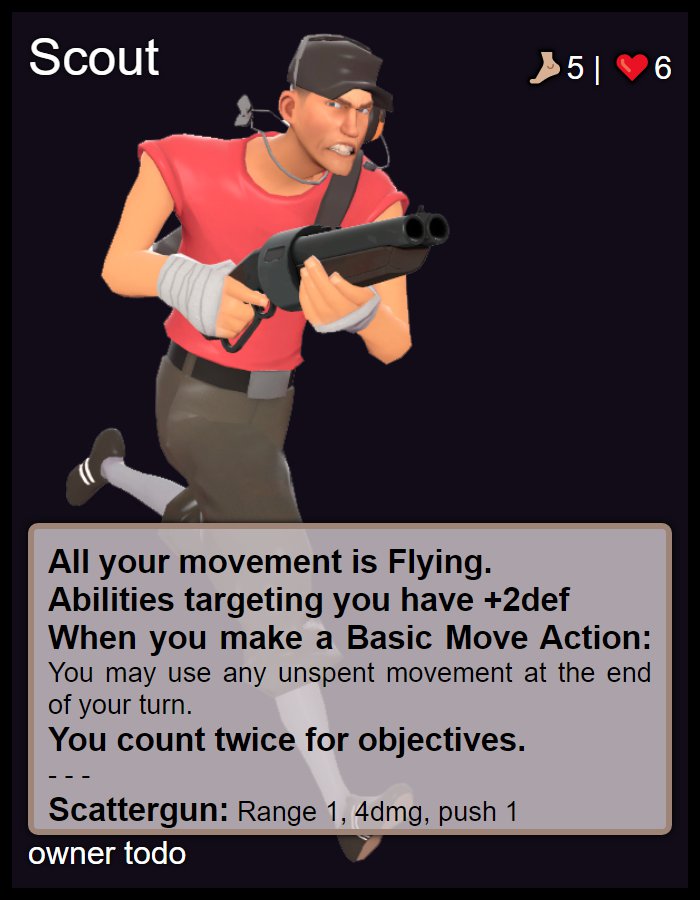 Scout
5 | 6
All your movement is Flying.
Abilities targeting you have +2def
When you make a Basic Move Action:
You may use any unspent movement at the end
of your turn.
You count twice for objectives.
- - -
Scattergun: Range 1, 4dmg, push 1
owner todo